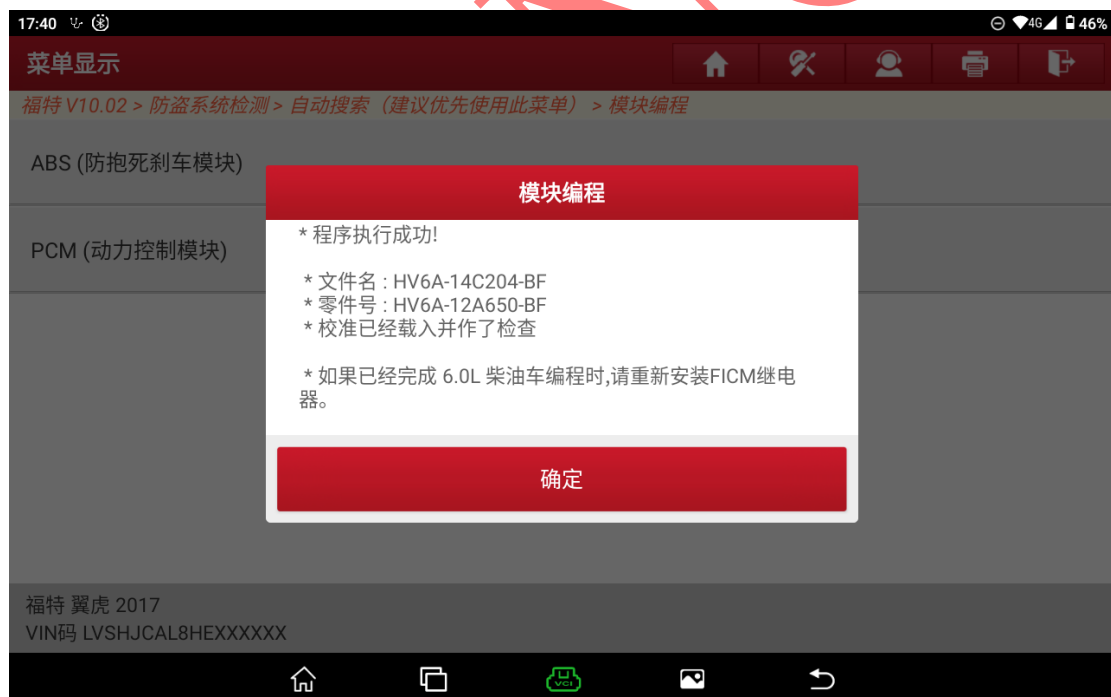 17:40
4G 46%
菜单显示
福特 V10.02 > 防盗系统检测 > 自动搜索（建议优先使用此菜单） > 模块编程
ABS (防抱死刹车模块)
PCM (动力控制模块)
模块编程
* 程序执行成功!
* 文件名 : HV6A-14C204-BF
* 零件号 : HV6A-12A650-BF
* 校准已经载入并作了检查
* 如果已经完成 6.0L 柴油车编程时,请重新安装FICM继电
器。
确定
福特 翼虎 2017
VIN码 LVSHJCAL8HEXXXXXX
VCI